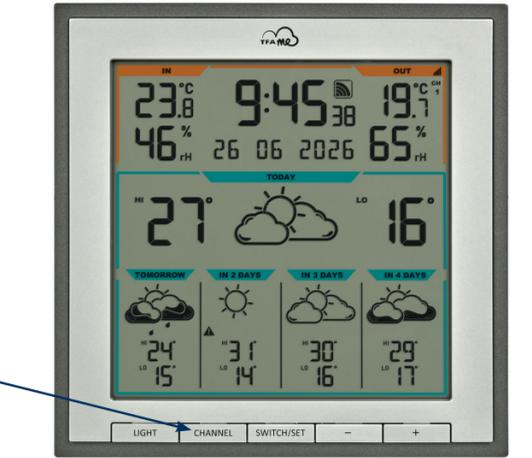 TFA ME
IN OUT
23.8 °C 9:45 38 19.7 °C CH 1
46 % rH 26 06 2026 65 % rH
TODAY
HI 27° LO 16°
TOMORROW IN 2 DAYS IN 3 DAYS IN 4 DAYS
HI 24° HI 31° HI 30° HI 29°
LO 15° LO 14° LO 16° LO 17°
LIGHT CHANNEL SWITCH/SET − +